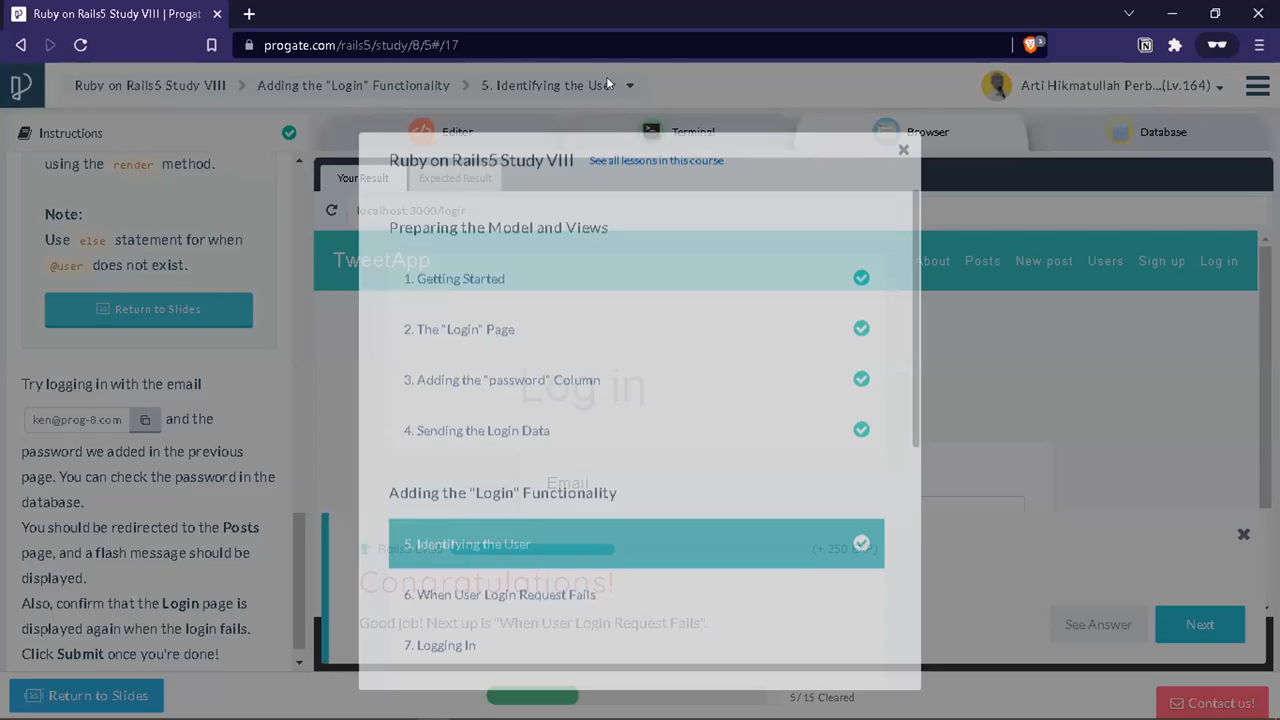 Ruby on Rails5 Study VIII | Progat
progate.com/rails5/study/8/5#/17
Ruby on Rails5 Study VIII
Adding the "Login" Functionality
5. Identifying the Use
Arti Hikmatullah Perb...(Lv.164)
Instructions
Editor
Terminal
Browser
Database
using the render method.
Note:
Use else statement for when
@user does not exist.
Return to Slides
Try logging in with the email
ken@prog-8.com and the
password we added in the previous
page. You can check the password in the
database.
You should be redirected to the Posts
page, and a flash message should be
displayed.
Also, confirm that the Login page is
displayed again when the login fails.
Click Submit once you're done!
Return to Slides
Your Result
Expected Result
localhost:3000/login
TweetApp
About
Posts
New post
Users
Sign up
Log in
Log in
Email
Ruby on Rails5 Study VIII
See all lessons in this course
Preparing the Model and Views
1. Getting Started
2. The "Login" Page
3. Adding the "password" Column
4. Sending the Login Data
Adding the "Login" Functionality
5. Identifying the User
6. When User Login Request Fails
7. Logging In
Congratulations!
Good job! Next up is "When User Login Request Fails".
See Answer
Next
5/15 Cleared
Contact us!